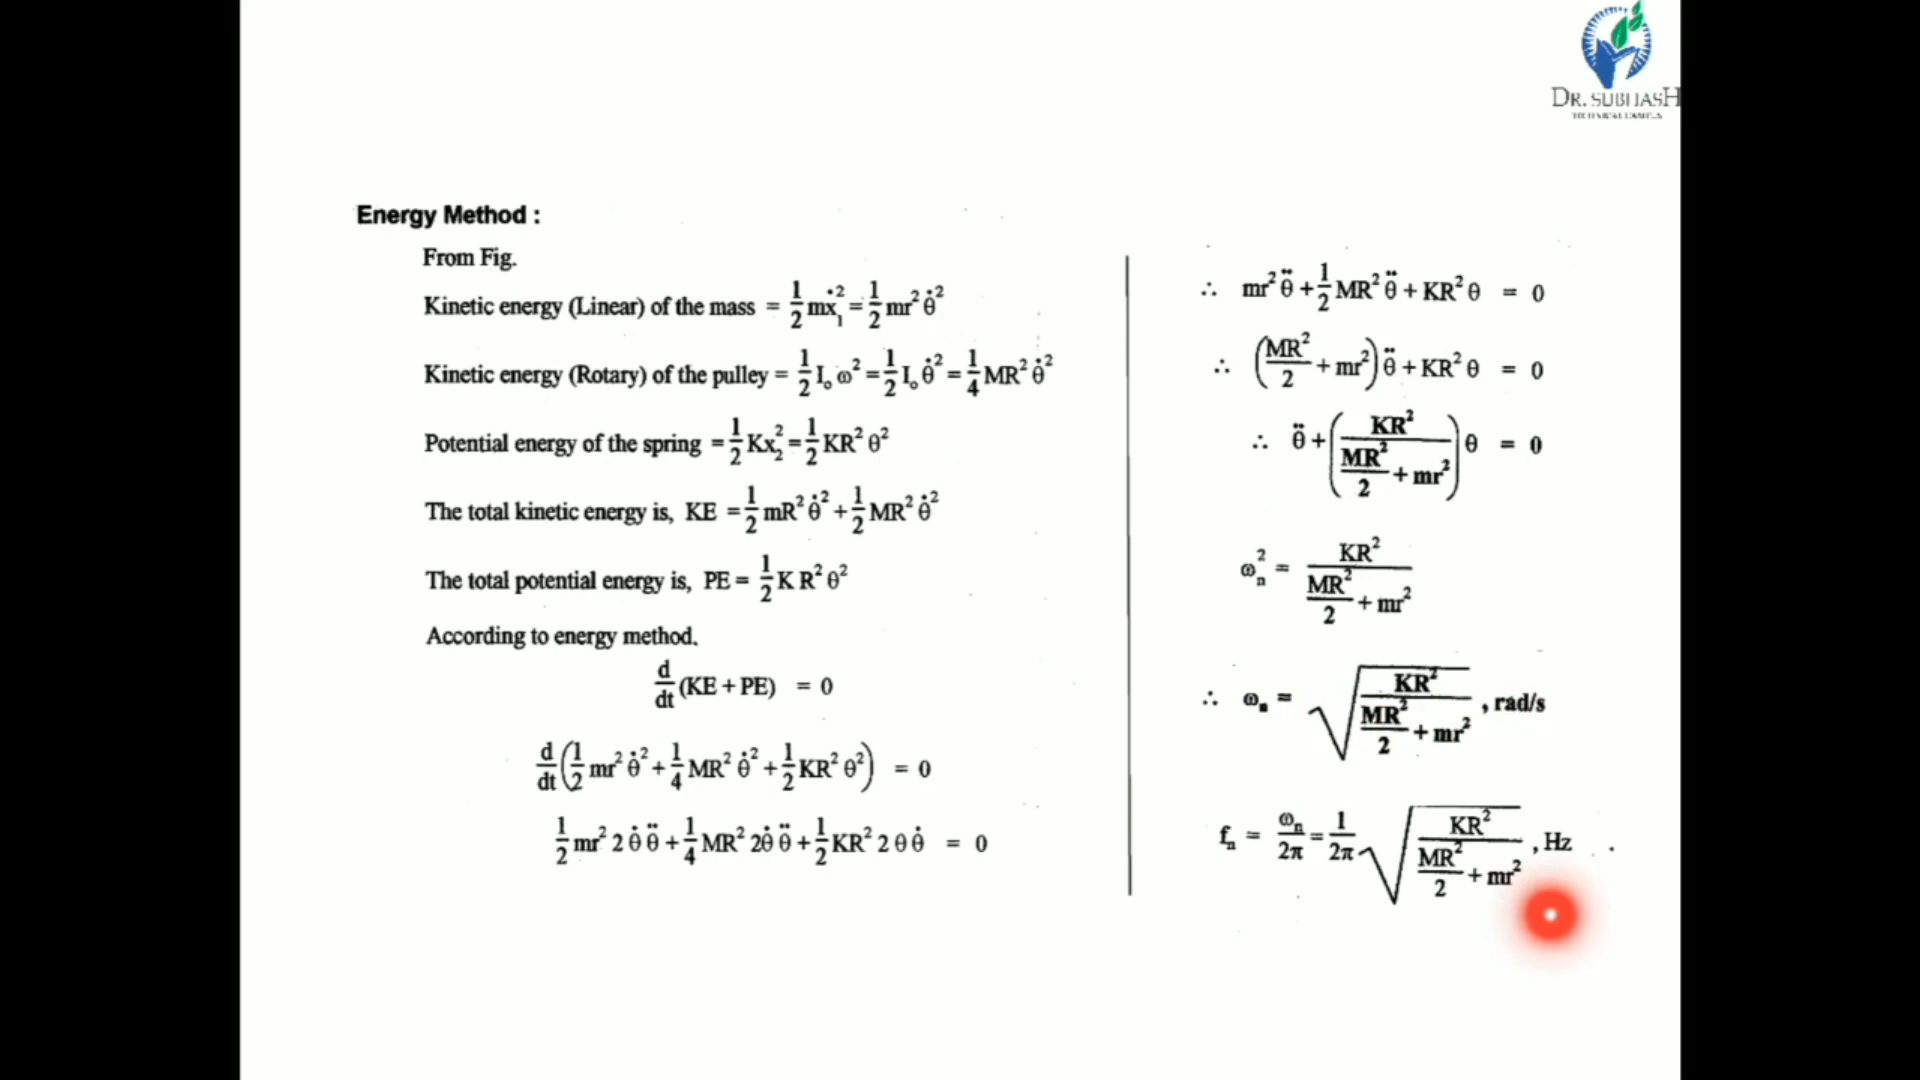 DR. SUBHASH
Energy Method :
From Fig.
Kinetic energy (Linear) of the mass = 1/2 mẋ₁² = 1/2 mr² θ̇²
Kinetic energy (Rotary) of the pulley = 1/2 Iₒ ω² = 1/2 Iₒ θ̇² = 1/4 MR² θ̇²
Potential energy of the spring = 1/2 Kx₂² = 1/2 KR² θ²
The total kinetic energy is, KE = 1/2 mR² θ̇² + 1/2 MR² θ̇²
The total potential energy is, PE = 1/2 K R² θ²
According to energy method.
d/dt (KE + PE) = 0
d/dt (1/2 mr² θ̇² + 1/4 MR² θ̇² + 1/2 KR² θ²) = 0
1/2 mr² 2 θ̇ θ̈ + 1/4 MR² 2θ̇ θ̈ + 1/2 KR² 2 θ θ̇ = 0
∴ mr² θ̈ + 1/2 MR² θ̈ + KR² θ = 0
∴ (MR²/2 + mr²) θ̈ + KR² θ = 0
∴ θ̈ + (KR² / (MR²/2 + mr²)) θ = 0
ωₙ² = KR² / (MR²/2 + mr²)
∴ ωₙ = √(KR² / (MR²/2 + mr²)) , rad/s
fₙ = ωₙ/2π = 1/2π √(KR² / (MR²/2 + mr²)) , Hz .